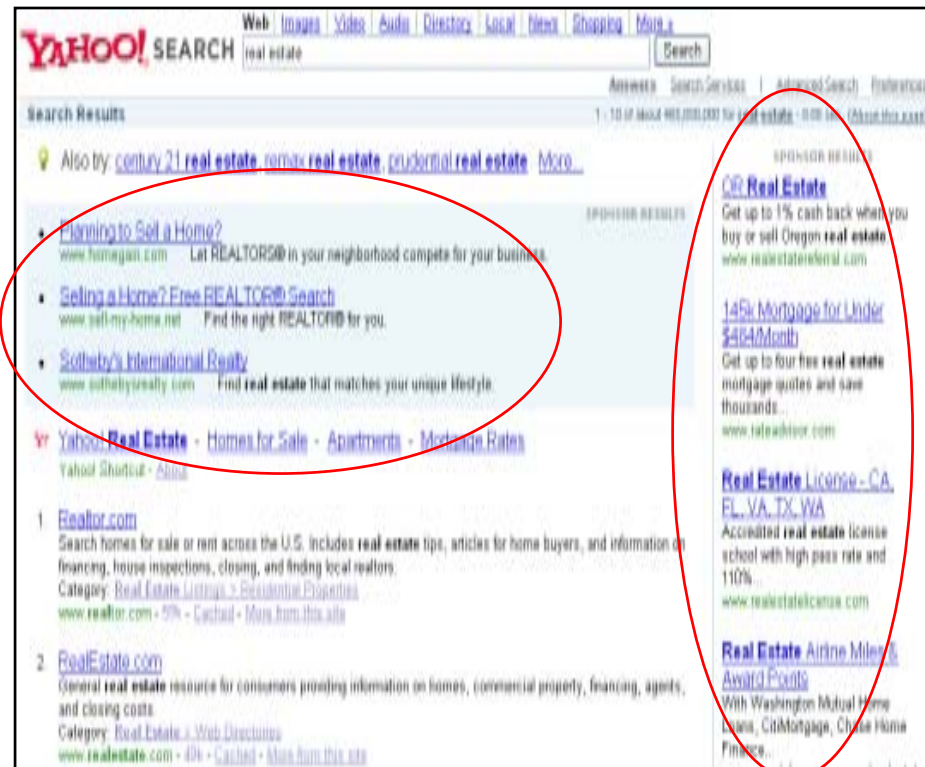 Web | Images | Video | Audio | Directory | Local | News | Shopping | More »
YAHOO! SEARCH real estate Search
Answers Search Services | Advanced Search Preferences
Search Results
1 - 10 of about for real estate - (About this page)
Also try: century 21 real estate, remax real estate, prudential real estate More...
SPONSOR RESULTS
• Planning to Sell a Home?
www.homegain.com Let REALTORS® in your neighborhood compete for your business.
• Selling a Home? Free REALTOR® Search
www.sell-my-home.net Find the right REALTOR® for you.
• Sotheby's International Realty
www.sothebysrealty.com Find real estate that matches your unique lifestyle.
Y! Yahoo! Real Estate - Homes for Sale - Apartments - Mortgage Rates
Yahoo! Shortcut - About
1. Realtor.com
Search homes for sale or rent across the U.S. Includes real estate tips, articles for home buyers, and information on
financing, house inspections, closing, and finding local realtors.
Category: Real Estate Listings > Residential Properties
www.realtor.com - - Cached - More from this site
2. RealEstate.com
General real estate resource for consumers providing information on homes, commercial property, financing, agents,
and closing costs.
Category: Real Estate > Web Directories
www.realestate.com - - Cached - More from this site
SPONSOR RESULTS
OR Real Estate
Get up to 1% cash back when you
buy or sell Oregon real estate.
www.realestatereferral.com
145k Mortgage for Under
$484/Month
Get up to four free real estate
mortgage quotes and save
thousands...
www.rateadvisor.com
Real Estate License - CA,
FL, VA, TX, WA
Accredited real estate license
school with high pass rate and
110%...
www.realestatelicense.com
Real Estate Airline Miles &
Award Points
With Washington Mutual Home
Loans, CitiMortgage, Chase Home
Finance...